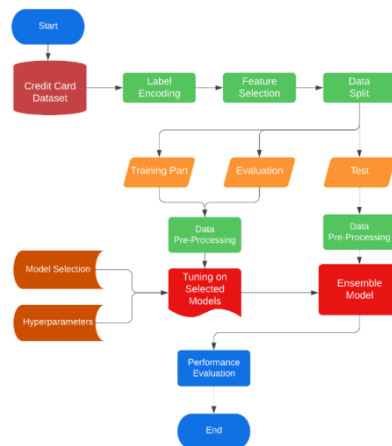 Start
Credit Card
Dataset
Label
Encoding
Feature
Selection
Data
Split
Training Part
Evaluation
Test
Data
Pre-Processing
Data
Pre-Processing
Model Selection
Hyperparameters
Tuning on
Selected
Models
Ensemble
Model
Performance
Evaluation
End